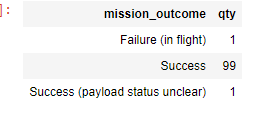 ]:
mission_outcome qty
Failure (in flight) 1
Success 99
Success (payload status unclear) 1